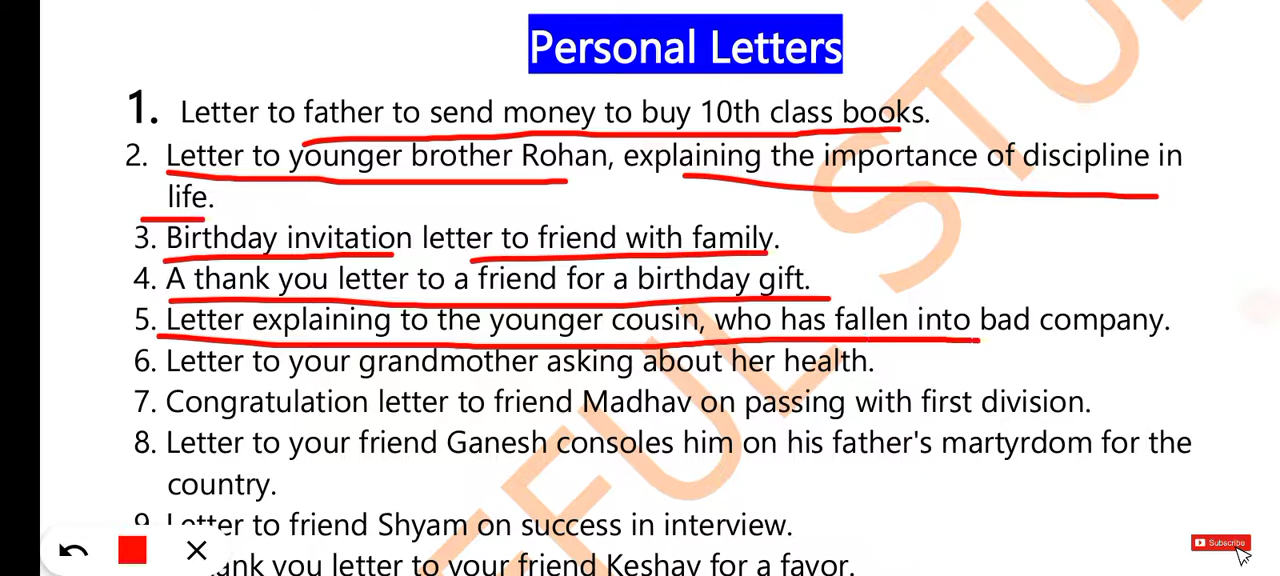 Personal Letters
1. Letter to father to send money to buy 10th class books.
2. Letter to younger brother Rohan, explaining the importance of discipline in
life.
3. Birthday invitation letter to friend with family.
4. A thank you letter to a friend for a birthday gift.
5. Letter explaining to the younger cousin, who has fallen into bad company.
6. Letter to your grandmother asking about her health.
7. Congratulation letter to friend Madhav on passing with first division.
8. Letter to your friend Ganesh consoles him on his father's martyrdom for the
country.
9. Letter to friend Shyam on success in interview.
Subscribe
you letter to your friend Keshav for a favor.